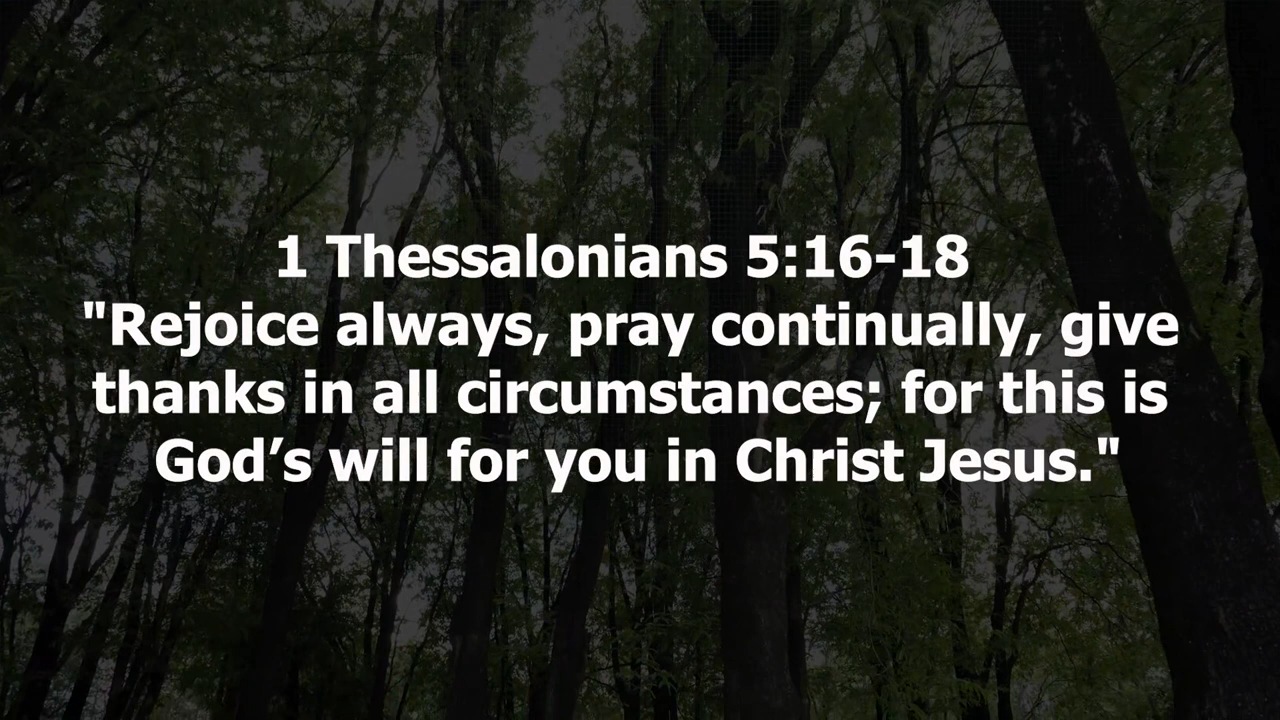 1 Thessalonians 5:16-18
"Rejoice always, pray continually, give
thanks in all circumstances; for this is
God’s will for you in Christ Jesus."